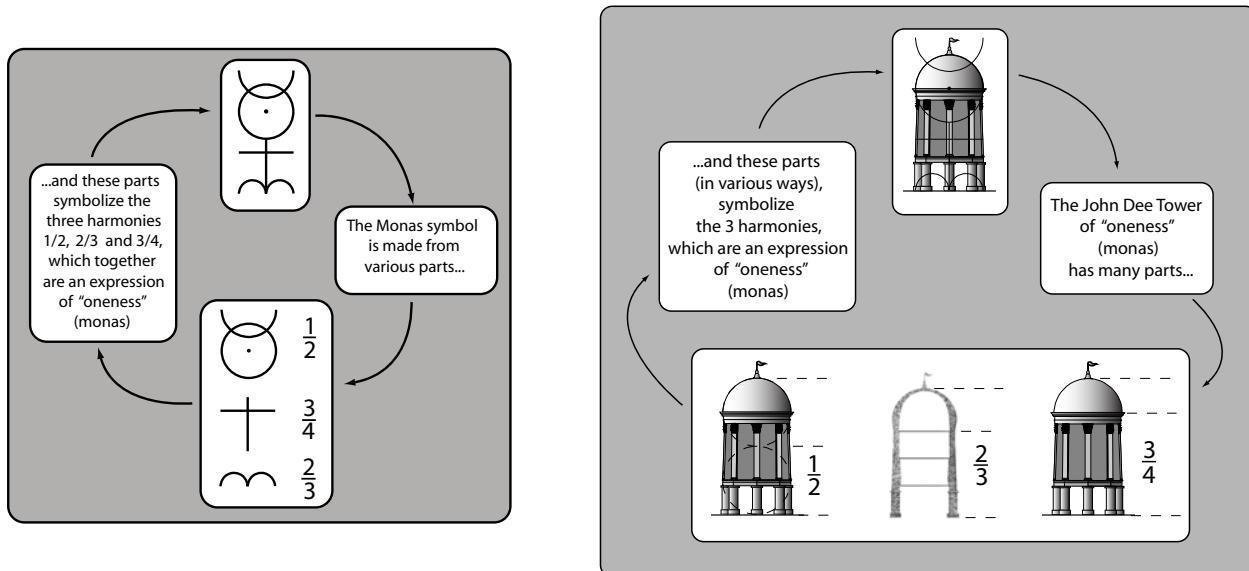 ...and these parts
symbolize the
three harmonies
1/2, 2/3 and 3/4,
which together
are an expression
of “oneness”
(monas)
The Monas symbol
is made from
various parts...
1/2
3/4
2/3
...and these parts
(in various ways),
symbolize
the 3 harmonies,
which are an expression
of “oneness”
(monas)
The John Dee Tower
of “oneness”
(monas)
has many parts...
1/2
2/3
3/4